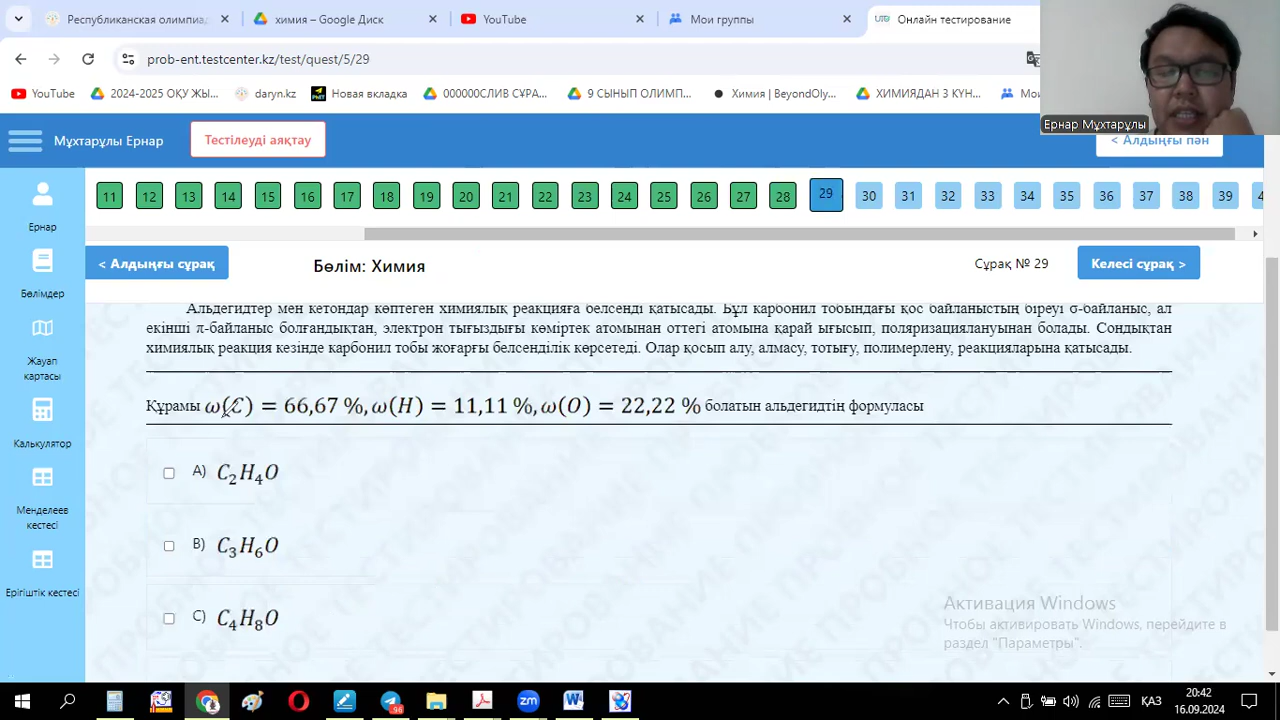 Республиканская олимпиад
химия – Google Диск
YouTube
Мои группы
Онлайн тестирование
prob-ent.testcenter.kz/test/quest/5/29
YouTube
2024-2025 ОҚУ ЖЫ...
daryn.kz
Новая вкладка
000000СЛИВ СҰРА...
9 СЫНЫП ОЛИМП...
Химия | BeyondOly...
ХИМИЯДАН 3 КҮН...
Мои
Ернар Мұхтарұлы
Мұхтарұлы Ернар
Тестілеуді аяқтау
< Алдыңғы пән
11 12 13 14 15 16 17 18 19 20 21 22 23 24 25 26 27 28 29 30 31 32 33 34 35 36 37 38 39 4
Ернар
Бөлімдер
Жауап
картасы
Калькулятор
Менделеев
кестесі
Ерігіштік кестесі
< Алдыңғы сұрақ
Бөлім: Химия
Сұрақ № 29
Келесі сұрақ >
Альдегидтер мен кетондар көптеген химиялық реакцияға белсенді қатысады. Бұл карбонил тобындағы қос байланыстың біреуі σ-байланыс, ал
екінші π-байланыс болғандықтан, электрон тығыздығы көміртек атомынан оттегі атомына қарай ығысып, поляризациялануынан болады. Сондықтан
химиялық реакция кезінде карбонил тобы жоғарғы белсенділік көрсетеді. Олар қосып алу, алмасу, тотығу, полимерлену, реакцияларына қатысады.
Құрамы ω(C) = 66,67 %, ω(H) = 11,11 %, ω(O) = 22,22 % болатын альдегидтің формуласы
A) C₂H₄O
B) C₃H₆O
C) C₄H₈O
Активация Windows
Чтобы активировать Windows, перейдите в
раздел "Параметры".
96
zm
ҚАЗ
20:42
16.09.2024